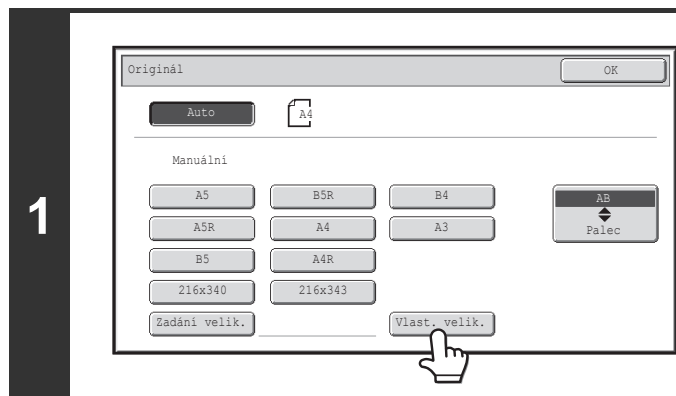 1
Originál
OK
Auto
A4
Manuální
A5 B5R B4
AB
A5R A4 A3
Palec
B5 A4R
216x340 216x343
Zadání velik. Vlast. velik.